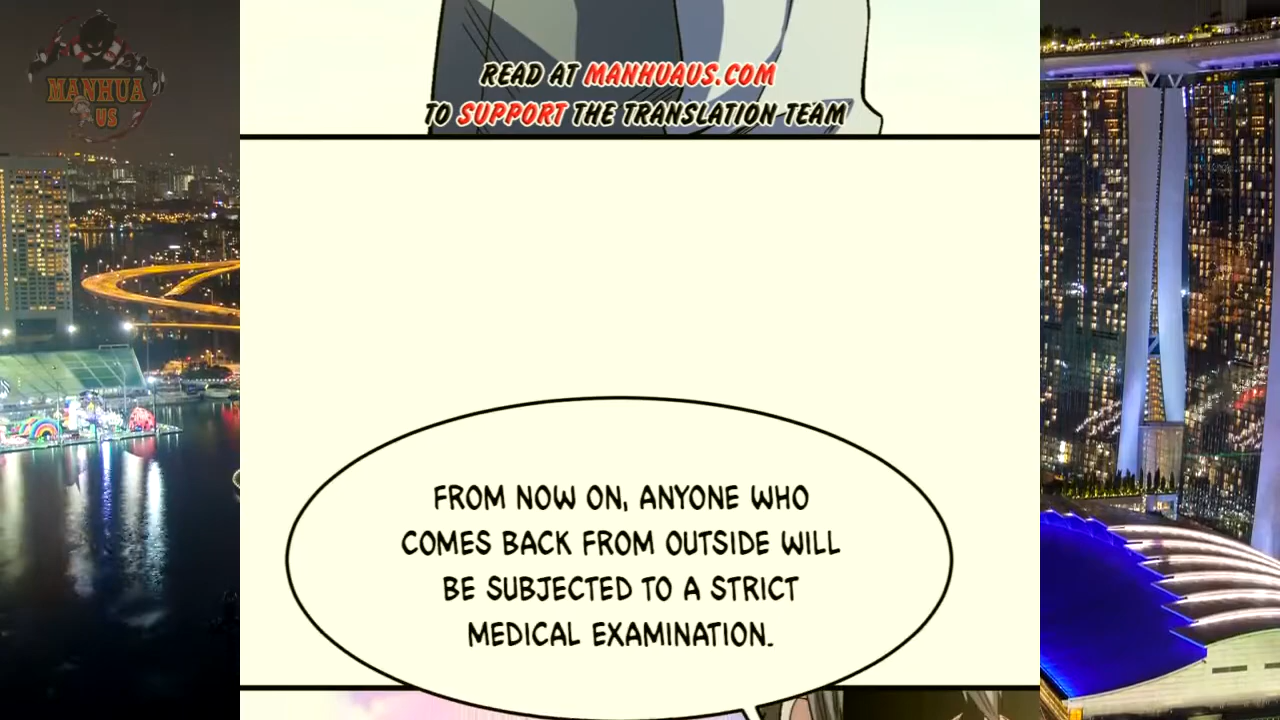 MANHUA
US
READ AT MANHUAUS.COM
TO SUPPORT THE TRANSLATION TEAM
FROM NOW ON, ANYONE WHO
COMES BACK FROM OUTSIDE WILL
BE SUBJECTED TO A STRICT
MEDICAL EXAMINATION.